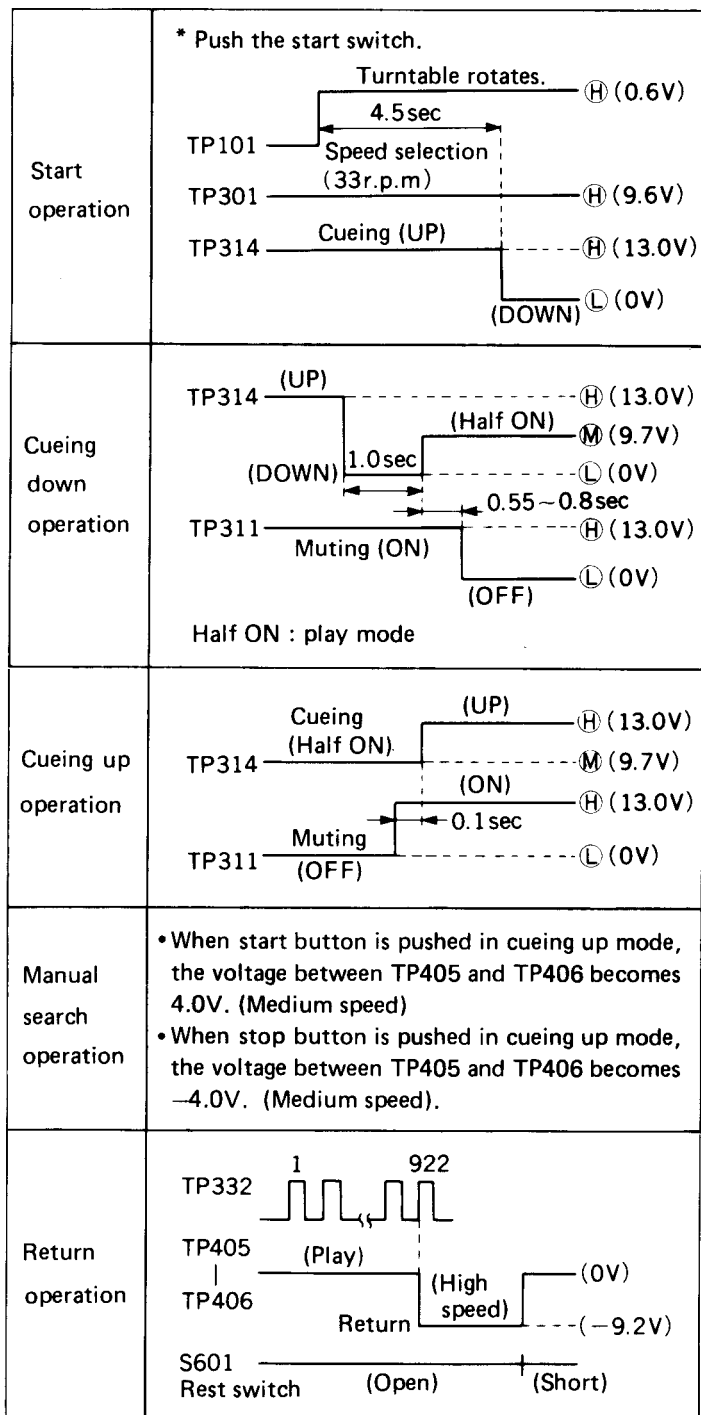 Start
operation
* Push the start switch.
Turntable rotates.
Ⓗ (0.6V)
4.5sec
TP101
Speed selection
(33r.p.m)
TP301
Ⓗ (9.6V)
TP314
Cueing (UP)
Ⓗ (13.0V)
(DOWN)
Ⓛ (0V)
Cueing
down
operation
(UP)
TP314
Ⓗ (13.0V)
(Half ON)
Ⓜ (9.7V)
(DOWN)
1.0sec
Ⓛ (0V)
0.55~0.8sec
TP311
Ⓗ (13.0V)
Muting (ON)
(OFF)
Ⓛ (0V)
Half ON : play mode
Cueing up
operation
Cueing
(Half ON)
(UP)
Ⓗ (13.0V)
TP314
Ⓜ (9.7V)
(ON)
Ⓗ (13.0V)
0.1sec
Muting
TP311
(OFF)
Ⓛ (0V)
Manual
search
operation
• When start button is pushed in cueing up mode,
the voltage between TP405 and TP406 becomes
4.0V. (Medium speed)
• When stop button is pushed in cueing up mode,
the voltage between TP405 and TP406 becomes
—4.0V. (Medium speed).
Return
operation
1
922
TP332
TP405
|
TP406
(Play)
(0V)
(High
speed)
Return
(—9.2V)
S601
Rest switch
(Open)
(Short)